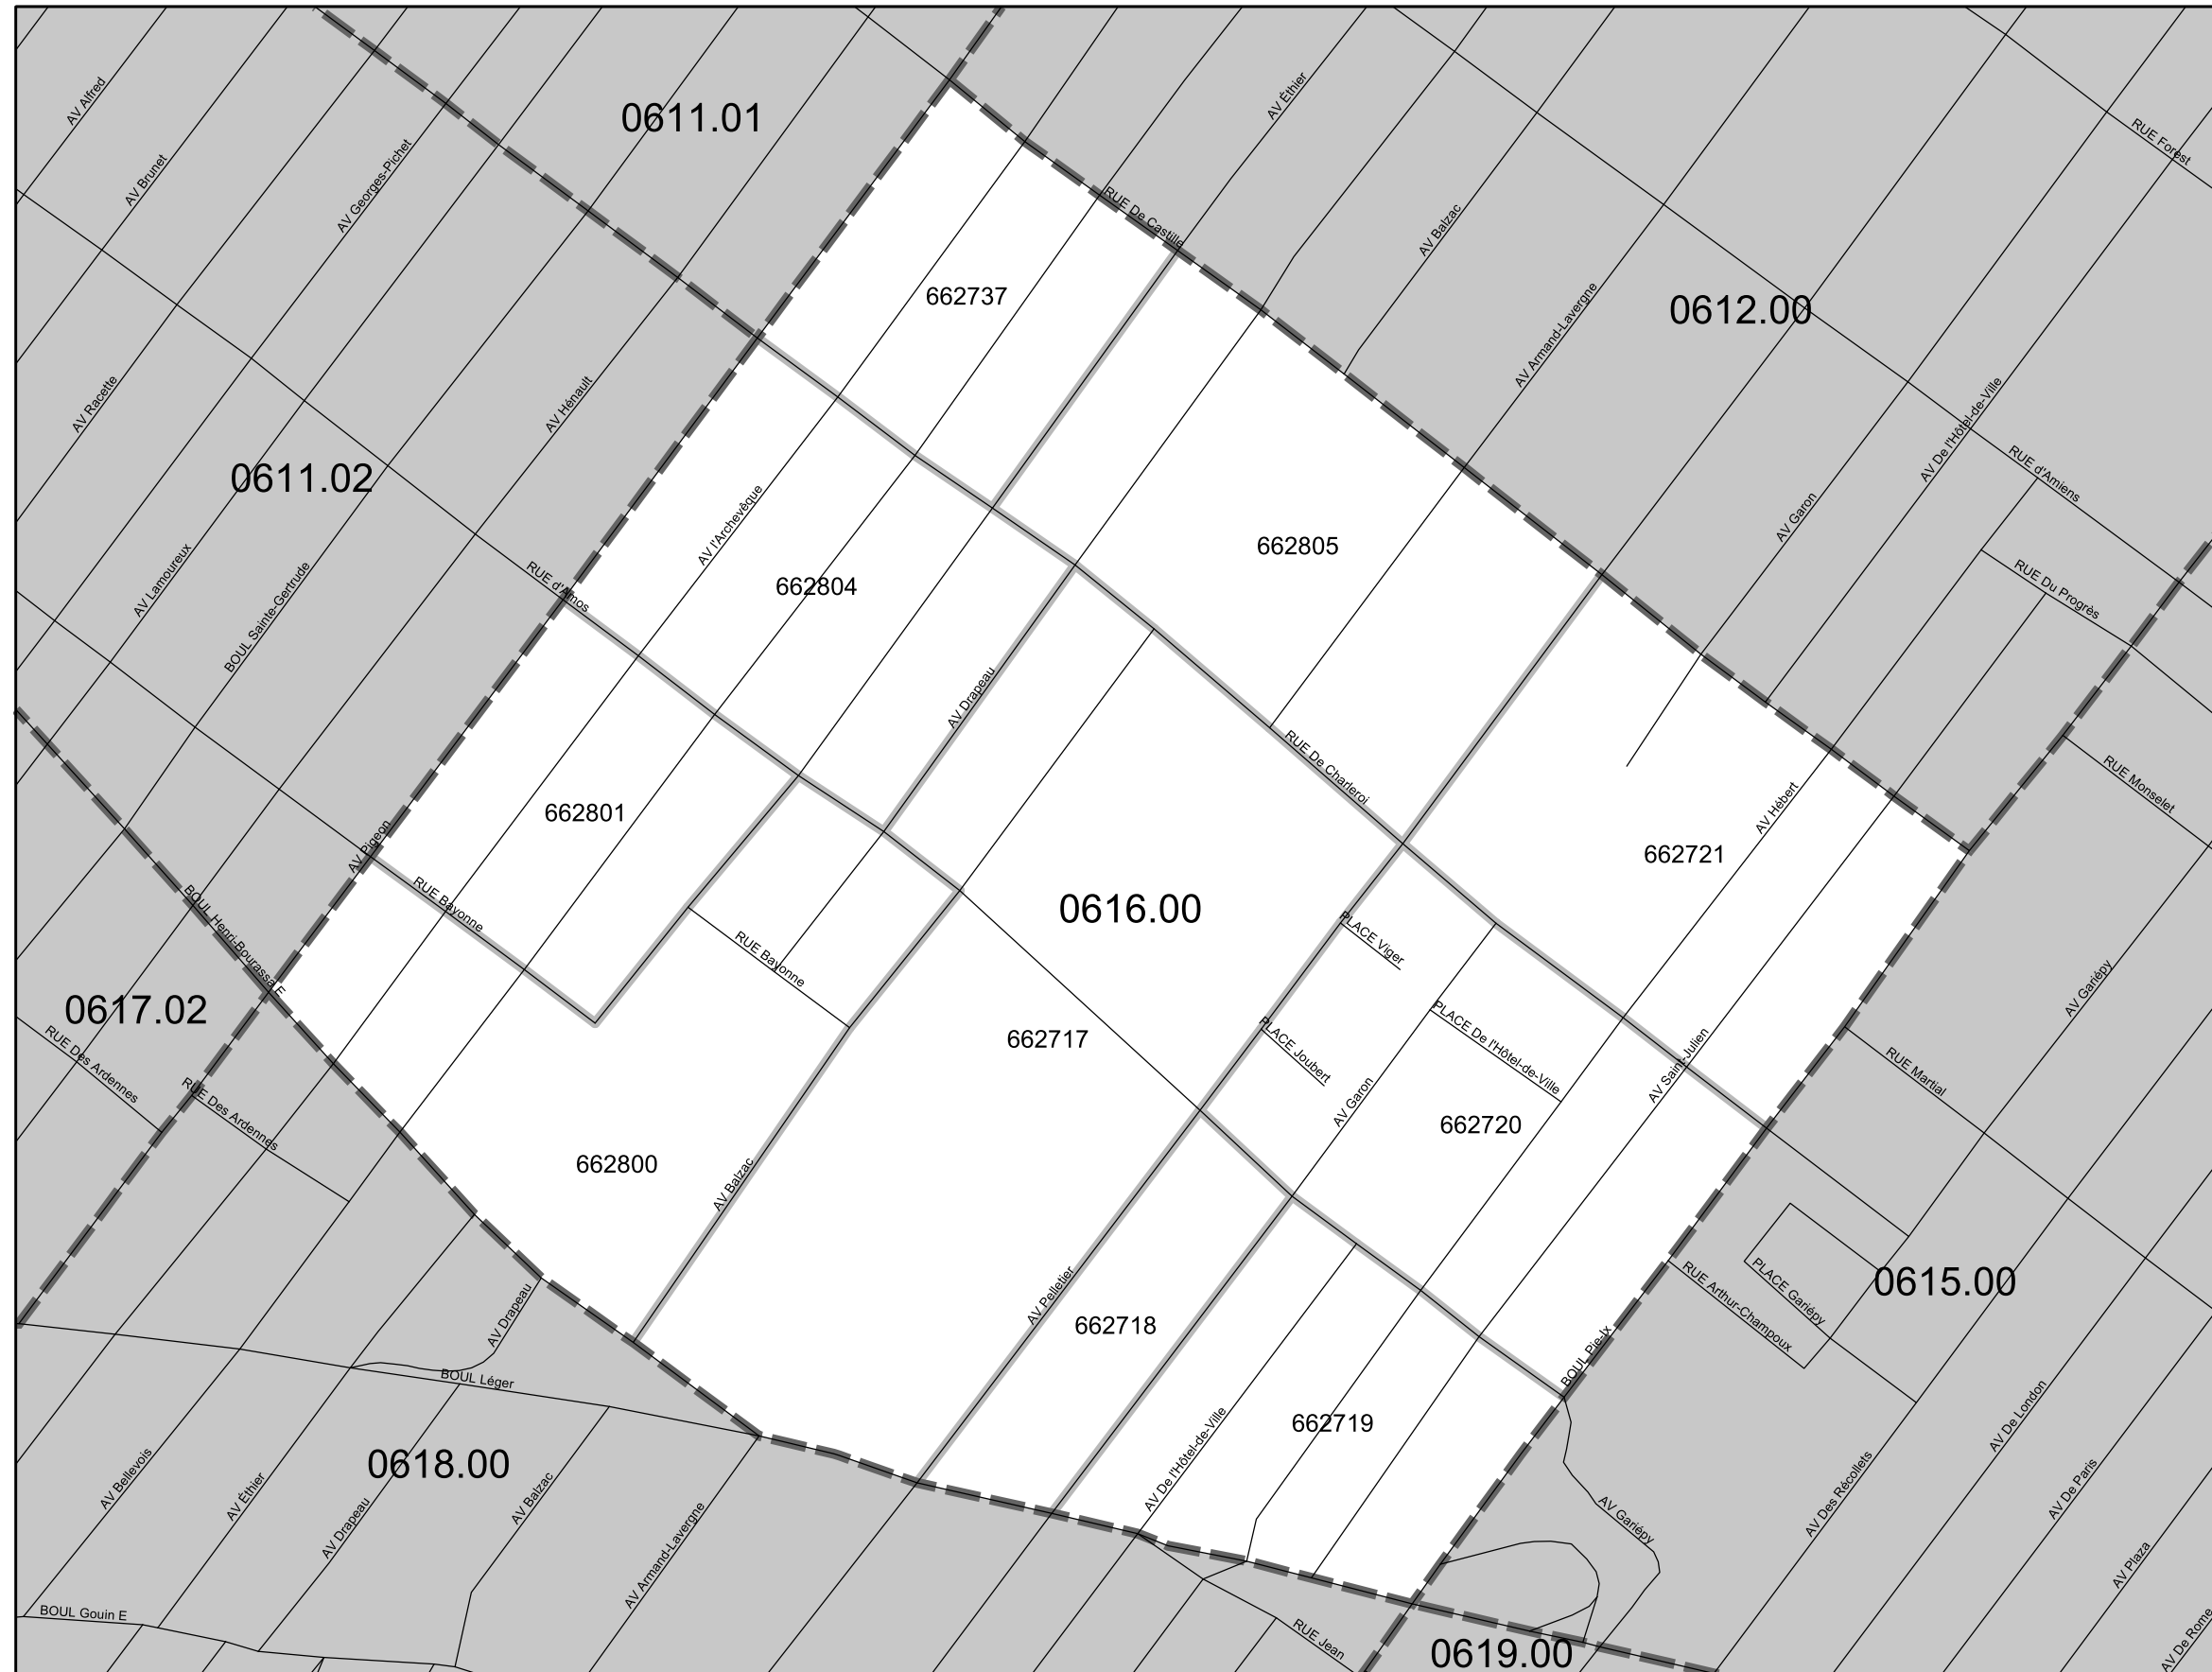 AV Alfred
0611.01
AV Éthier
RUE Forest
AV Brunet
AV Georges-Pichet
RUE De Castille
AV Balzac
662737
0612.00
AV Armand-Lavergne
AV Racette
AV Hénault
AV De l'Hôtel-de-Ville
0611.02
RUE d'Amiens
AV l'Archevêque
AV Garon
662805
AV Lamoureux
BOUL Sainte-Gertrude
RUE d'Amos
662804
RUE Du Progrès
AV Drapeau
RUE De Charleroi
RUE Monselet
662801
AV Hébert
AV Pigeon
662721
RUE Bayonne
0616.00
BOUL Henri-Bourassa E
RUE Bayonne
PLACE Viger
AV Gariépy
0617.02
662717
PLACE De l'Hôtel-de-Ville
RUE Des Ardennes
PLACE Joubert
AV Saint-Julien
RUE Martial
RUE Des Ardennes
AV Garon
662720
662800
AV Balzac
0615.00
AV Pelletier
PLACE Gariépy
RUE Arthur-Champoux
AV Drapeau
662718
BOUL Pie-Ix
BOUL Léger
662719
AV De l'Hôtel-de-Ville
AV De London
0618.00
AV Bellevois
AV Éthier
AV Drapeau
AV Balzac
AV Armand-Lavergne
AV Gariépy
AV Des Récollets
AV De Paris
AV Plaza
BOUL Gouin E
RUE Jean
0619.00
AV De Rome